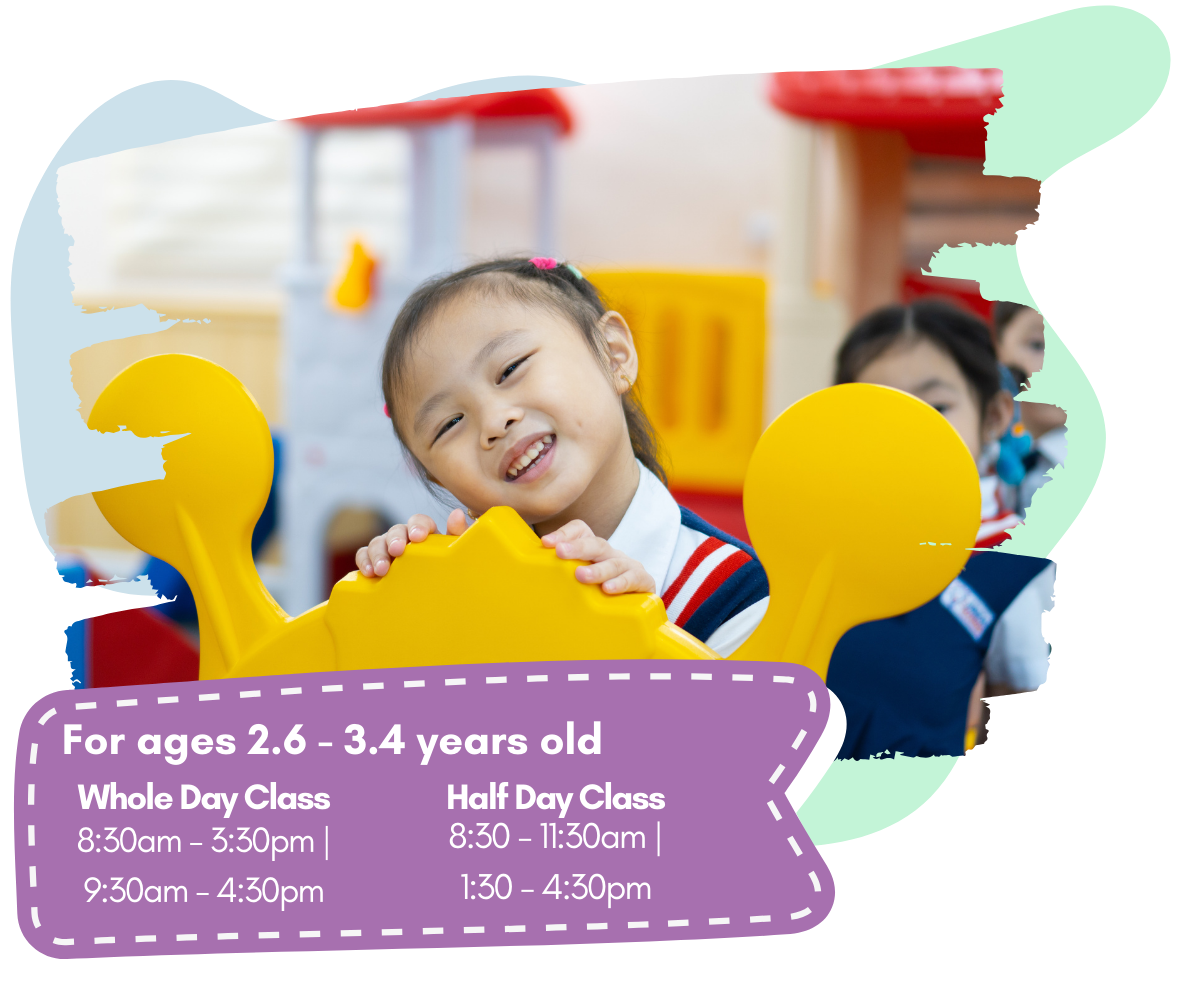 For ages 2.6 - 3.4 years old
Whole Day Class
8:30am – 3:30pm |
9:30am – 4:30pm
Half Day Class
8:30 – 11:30am |
1:30 – 4:30pm